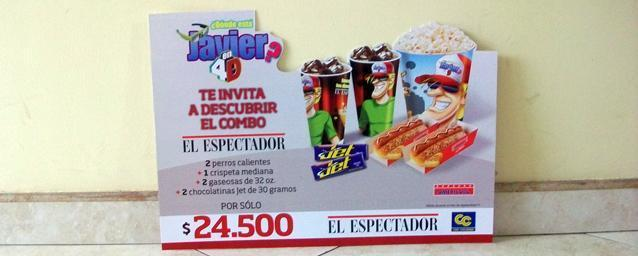 ¿Dónde está
Javier?
en
4D
TE INVITA
A DESCUBRIR
EL COMBO
EL ESPECTADOR
2 perros calientes
+ 1 crispeta mediana
+ 2 gaseosas de 32 oz.
+ 2 chocolatinas Jet de 30 gramos
POR SÓLO
$24.500
Jet
Jet
EL ESPECTADOR
CC